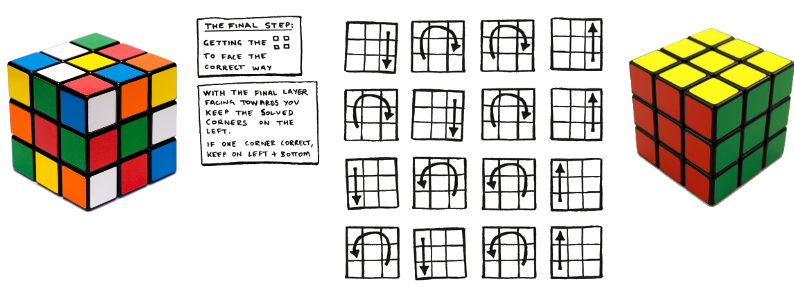 THE FINAL STEP:
GETTING THE
TO FACE THE
CORRECT WAY
WITH THE FINAL LAYER
FACING TOWARDS YOU
KEEP THE SOLVED
CORNERS ON THE
LEFT.
IF ONE CORNER CORRECT,
KEEP ON LEFT + BOTTOM